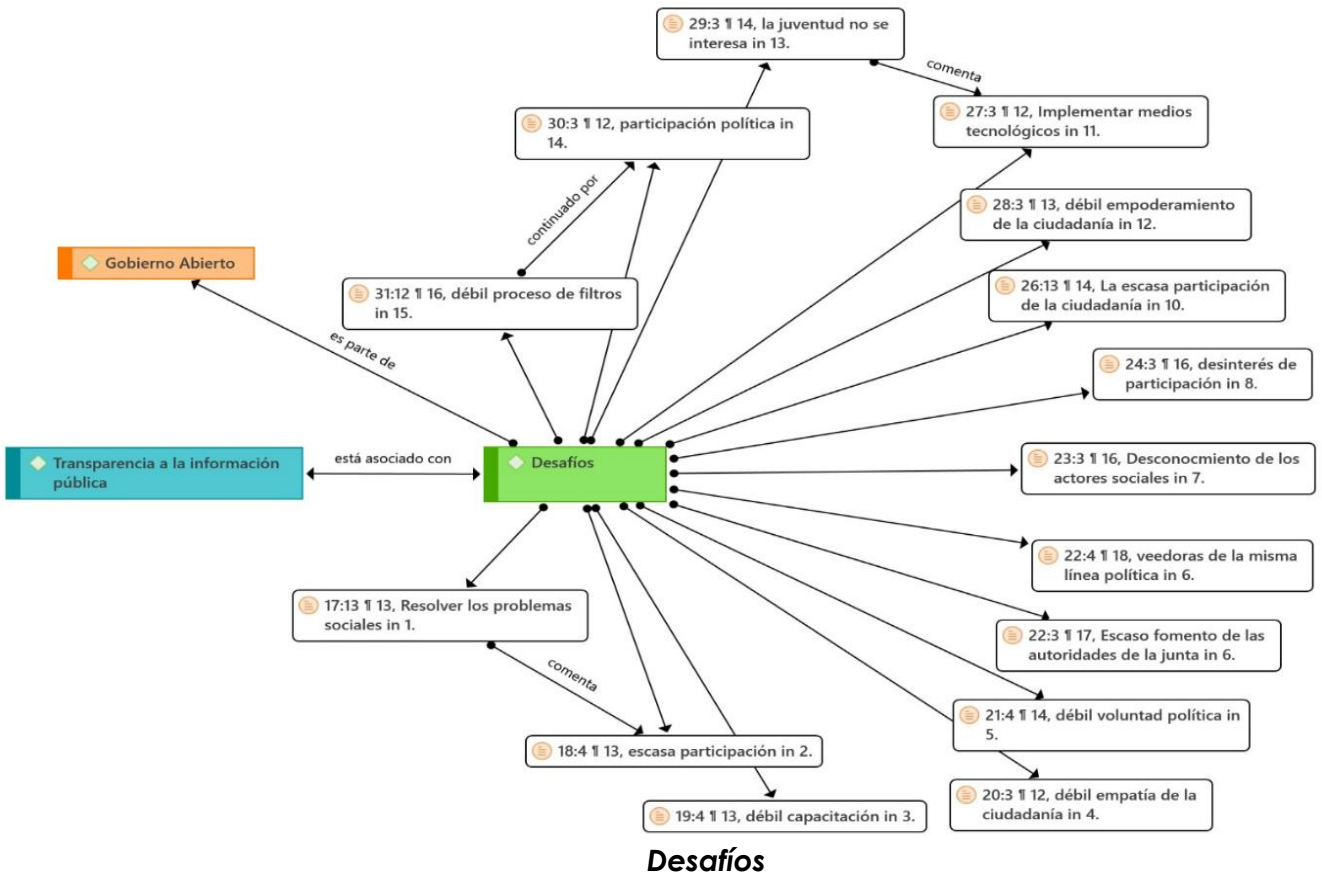 29:3 ¶ 14, la juventud no se
interesa in 13.
comenta
27:3 ¶ 12, Implementar medios
tecnológicos in 11.
30:3 ¶ 12, participación política in
14.
continuado por
28:3 ¶ 13, débil empoderamiento
de la ciudadanía in 12.
Gobierno Abierto
31:12 ¶ 16, débil proceso de filtros
in 15.
26:13 ¶ 14, La escasa participación
de la ciudadanía in 10.
es parte de
24:3 ¶ 16, desinterés de
participación in 8.
Transparencia a la información
pública
está asociado con
Desafíos
23:3 ¶ 16, Desconocmiento de los
actores sociales in 7.
22:4 ¶ 18, veedoras de la misma
línea política in 6.
17:13 ¶ 13, Resolver los problemas
sociales in 1.
22:3 ¶ 17, Escaso fomento de las
autoridades de la junta in 6.
comenta
21:4 ¶ 14, débil voluntad política in
5.
18:4 ¶ 13, escasa participación in 2.
20:3 ¶ 12, débil empatía de la
ciudadanía in 4.
19:4 ¶ 13, débil capacitación in 3.
Desafíos